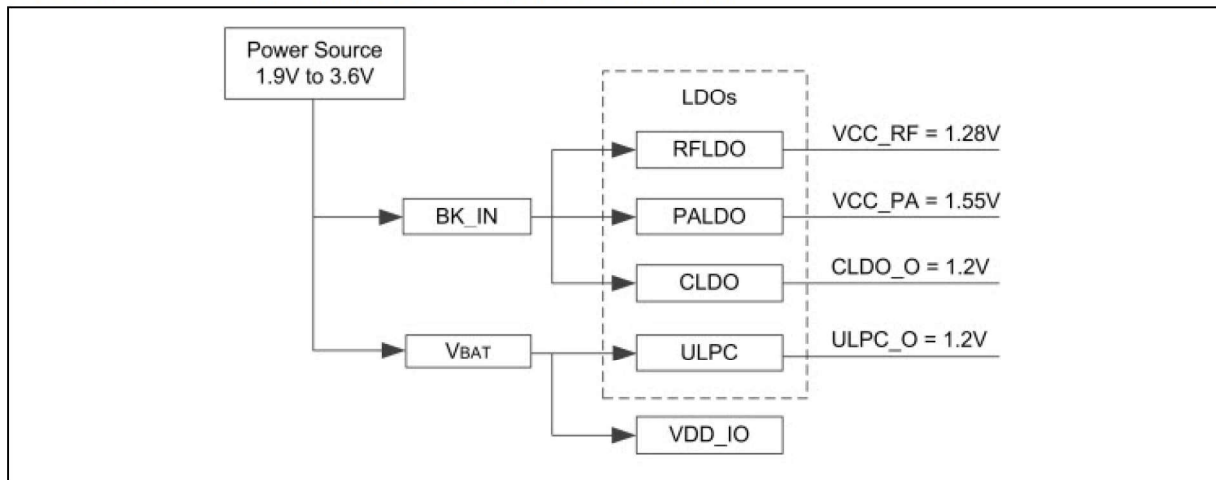 Power Source
1.9V to 3.6V
LDOs
RFLDO
VCC_RF = 1.28V
BK_IN
PALDO
VCC_PA = 1.55V
CLDO
CLDO_O = 1.2V
VBAT
ULPC
ULPC_O = 1.2V
VDD_IO